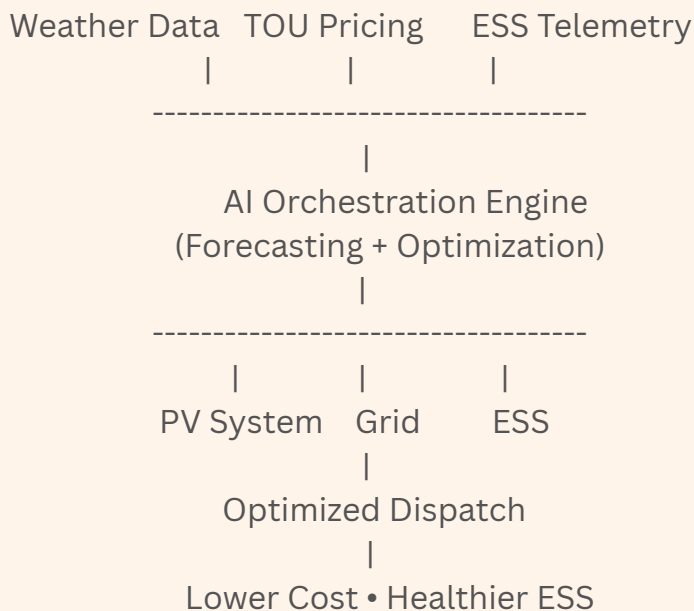 Weather Data TOU Pricing ESS Telemetry
| | |
------------------------------------
|
AI Orchestration Engine
(Forecasting + Optimization)
|
------------------------------------
| | |
PV System Grid ESS
|
Optimized Dispatch
|
Lower Cost • Healthier ESS